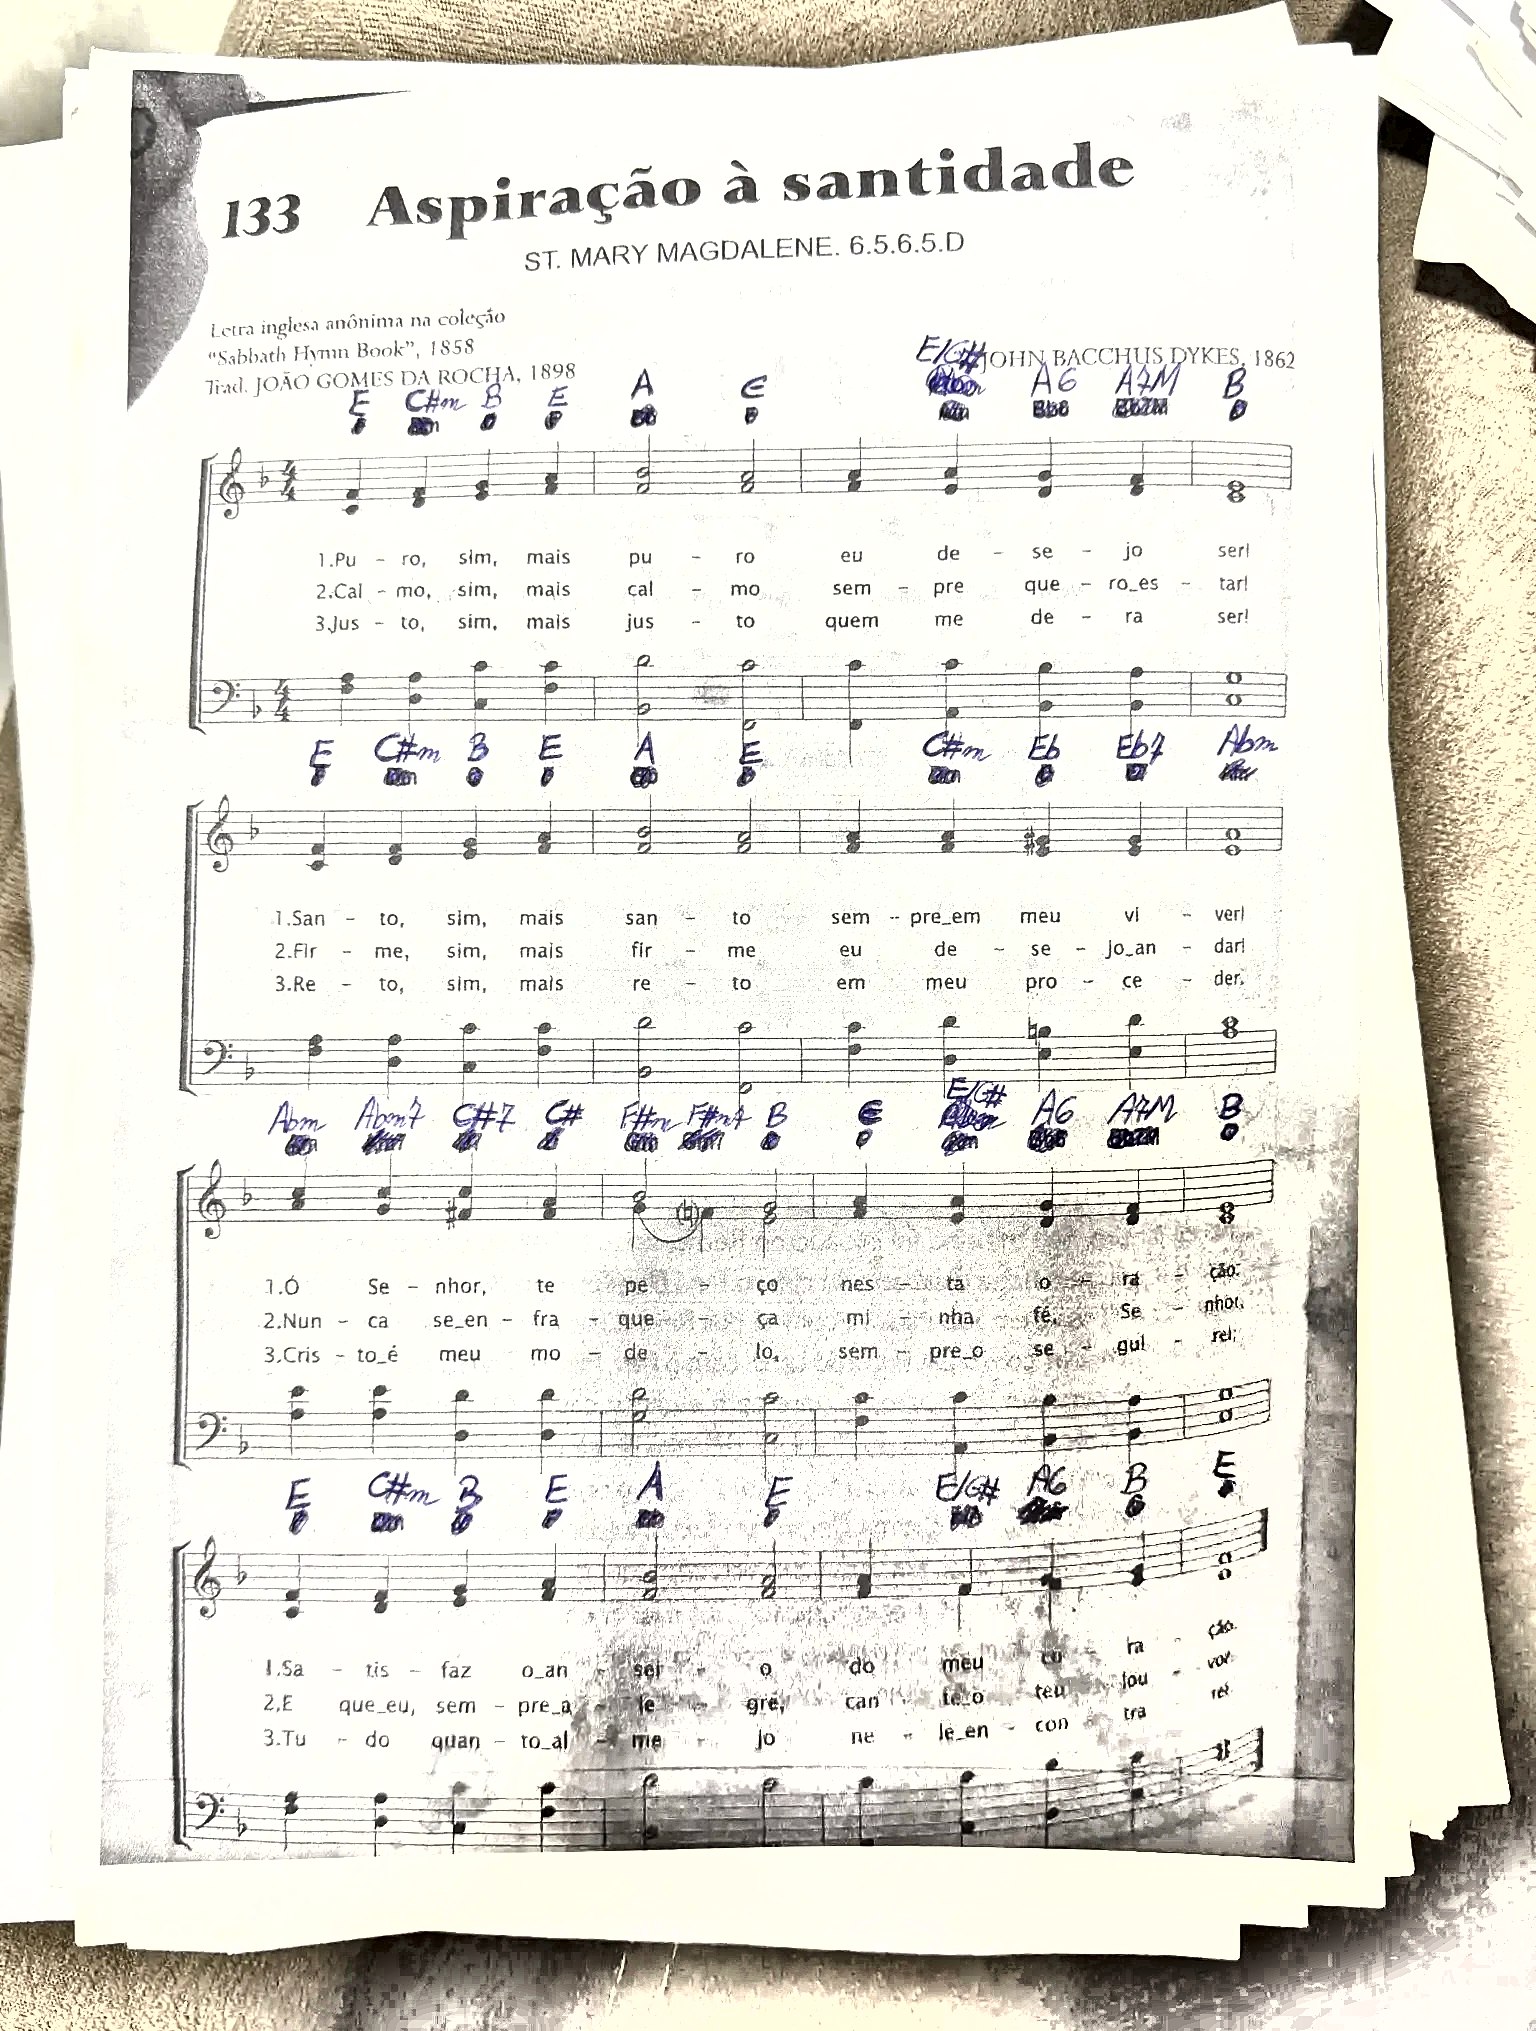 133 Aspiração à santidade
ST. MARY MAGDALENE. 6.5.6.5.D
Letra inglesa anônima na coleção
"Sabbath Hymn Book", 1858
Trad. JOÃO GOMES DA ROCHA, 1898
JOHN BACCHUS DYKES, 1862
E C#m B E A E E/G# A6 A7M B
1.Pu - ro, sim, mais pu - ro eu de - se - jo ser!
2.Cal - mo, sim, mais cal - mo sem - pre que - ro_es - tar!
3.Jus - to, sim, mais jus - to quem me de - ra ser!
E C#m B E A E C#m Eb Eb7 Abm
1.San - to, sim, mais san - to sem - pre_em meu vi - ver!
2.Fir - me, sim, mais fir - me eu de - se - jo_an - dar!
3.Re - to, sim, mais re - to em meu pro - ce - der.
Abm Abm7 C#7 C# F#m F#m7 B E E/G# A6 A7M B
1.Ó Se - nhor, te pe - ço nes - ta o - ra - ção:
2.Nun - ca se_en - fra - que - ça mi - nha fé, Se - nhor,
3.Cris - to_é meu mo - de - lo, sem - pre_o se - gui - rei;
E C#m B E A E E/G# A6 B E
1.Sa - tis - faz o_an - sei - o do meu co - ra - ção.
2.E que_eu, sem - pre_a - le - gre, can - te_o teu lou - vor.
3.Tu - do quan - to_al - me - jo ne - le_en - con - tra - rei